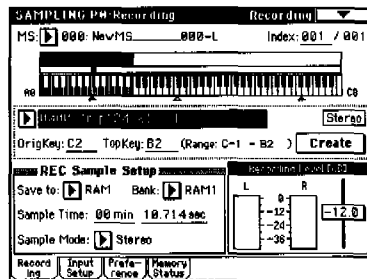 SAMPLING P0:Recording Recording
MS: 000: NewMS 000-L Index: 001 / 001
A0 C8
Stereo
OrigKey: C2 TopKey: B2 (Range: C-1 - B2 ) Create
REC Sample Setup
Recording Level [dB]
Save to: RAM Bank: RAM1
L R
Sample Time: 00 min 10.714 sec
0
-12
-24
-36
-12.0
Sample Mode: Stereo
Record ing
Input Setup
Prefe- rence
Memory Status